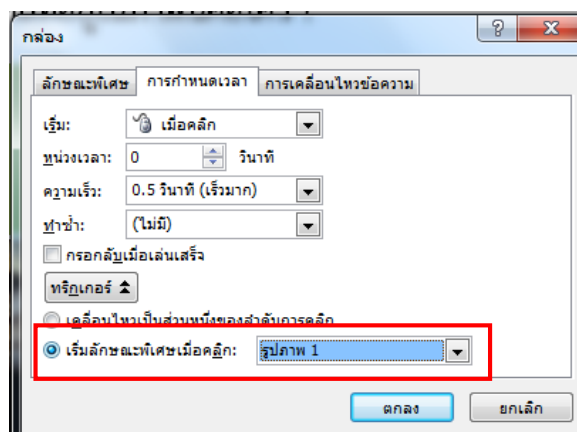 กล่อง
ลักษณะพิเศษ การกำหนดเวลา การเคลื่อนไหวข้อความ
เริ่ม: เมื่อคลิก
หน่วงเวลา: 0 วินาที
ความเร็ว: 0.5 วินาที (เร็วมาก)
ทำซ้ำ: (ไม่มี)
กรอกลับเมื่อเล่นเสร็จ
ทริกเกอร์
เคลื่อนไหวเป็นส่วนหนึ่งของลำดับการคลิก
เริ่มลักษณะพิเศษเมื่อคลิก: รูปภาพ 1
ตกลง ยกเลิก